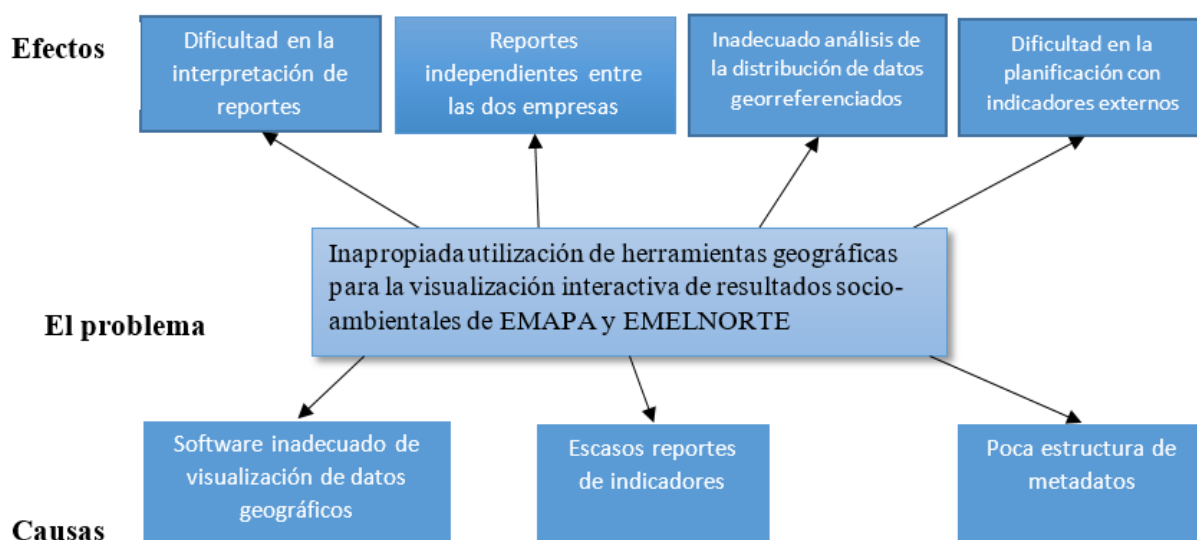 Efectos
Dificultad en la
interpretación de
reportes
Reportes
independientes entre
las dos empresas
Inadecuado análisis de
la distribución de datos
georreferenciados
Dificultad en la
planificación con
indicadores externos
Inapropiada utilización de herramientas geográficas
para la visualización interactiva de resultados socio-
ambientales de EMAPA y EMELNORTE
El problema
Software inadecuado de
visualización de datos
geográficos
Escasos reportes
de indicadores
Poca estructura de
metadatos
Causas